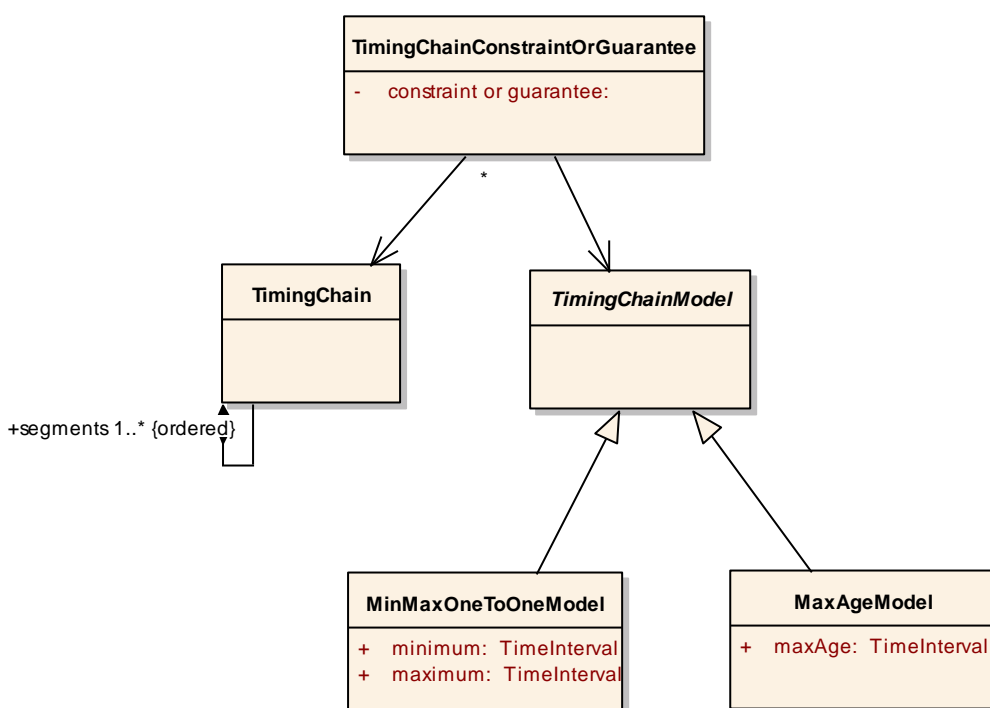 TimingChainConstraintOrGuarantee
- constraint or guarantee:
*
TimingChain
TimingChainModel
+segments 1..* {ordered}
MinMaxOneToOneModel
+ minimum: TimeInterval
+ maximum: TimeInterval
MaxAgeModel
+ maxAge: TimeInterval